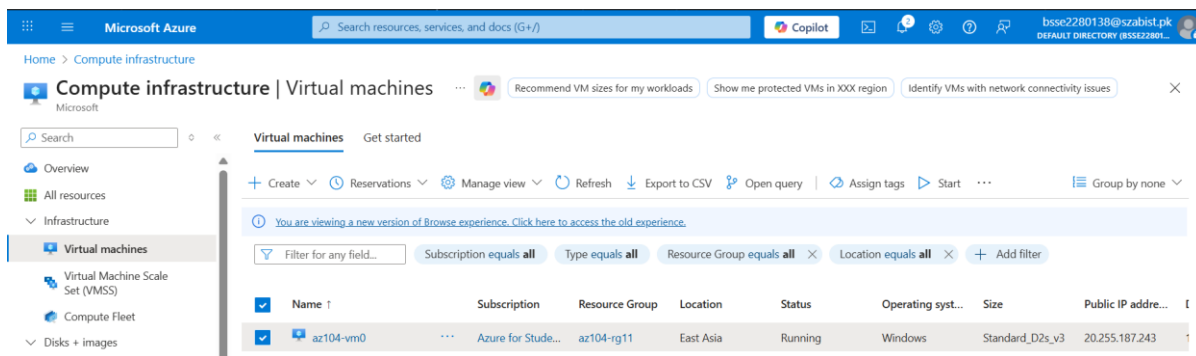 Microsoft Azure
Search resources, services, and docs (G+/)
Copilot
2
bsse2280138@szabist.pk
DEFAULT DIRECTORY (BSSE22801...
Home > Compute infrastructure
Compute infrastructure | Virtual machines ...
Microsoft
Recommend VM sizes for my workloads
Show me protected VMs in XXX region
Identify VMs with network connectivity issues
Search
Overview
All resources
Infrastructure
Virtual machines
Virtual Machine Scale
Set (VMSS)
Compute Fleet
Disks + images
Virtual machines Get started
Create Reservations Manage view Refresh Export to CSV Open query Assign tags Start ... Group by none
You are viewing a new version of Browse experience. Click here to access the old experience.
Filter for any field... Subscription equals all Type equals all Resource Group equals all Location equals all Add filter
Name ↑ Subscription Resource Group Location Status Operating syst... Size Public IP addre...
az104-vm0 ... Azure for Stude... az104-rg11 East Asia Running Windows Standard_D2s_v3 20.255.187.243